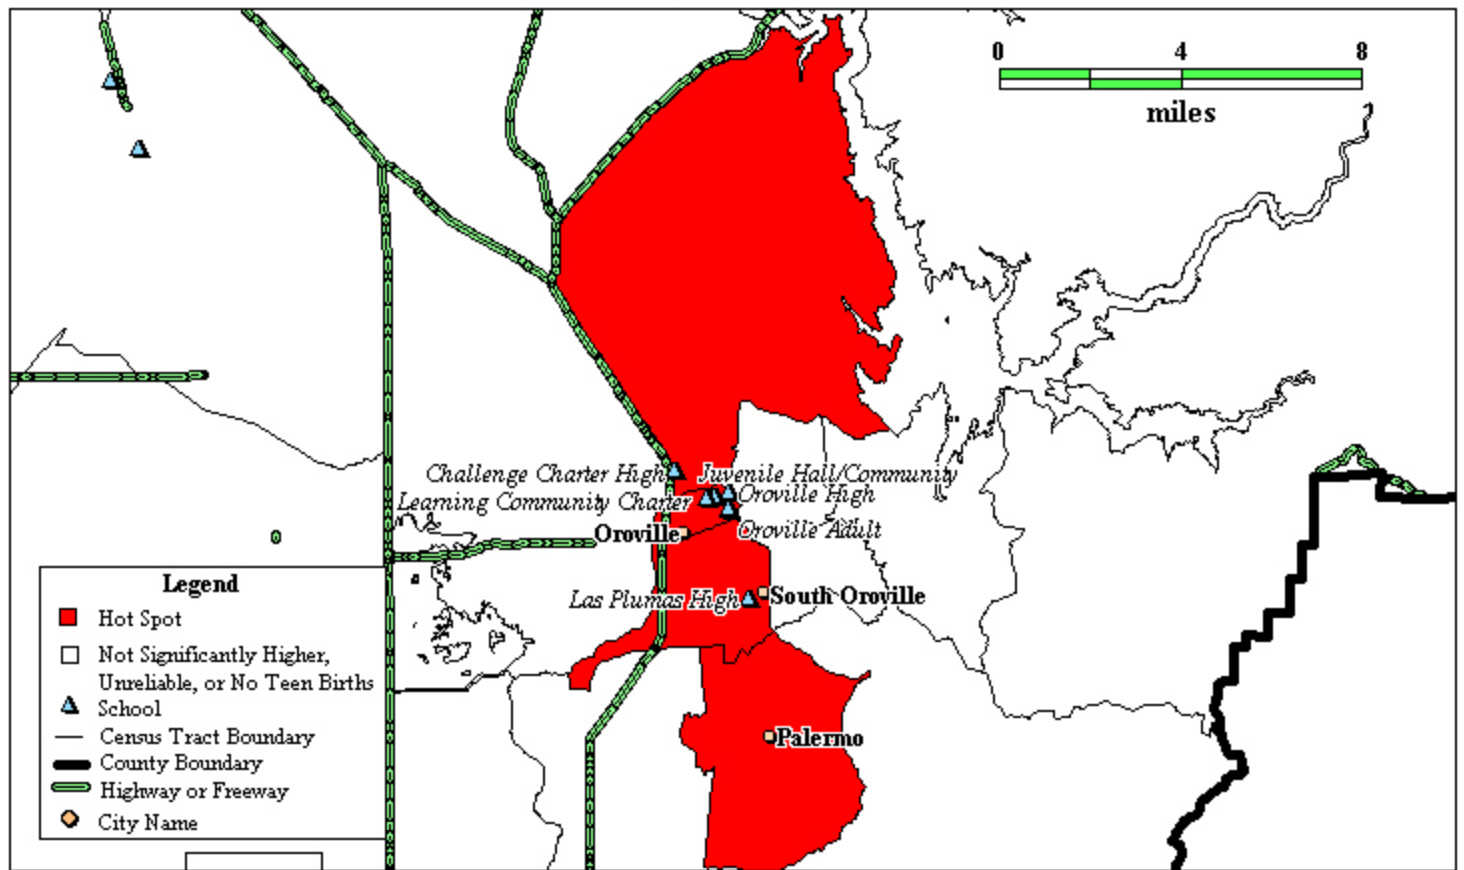 0 4 8
miles
Challenge Charter High
Juvenile Hall/Community
Learning Community Charter
Oroville High
Oroville
Oroville Adult
Las Plumas High
South Oroville
Palermo
Legend
Hot Spot
Not Significantly Higher,
Unreliable, or No Teen Births
School
Census Tract Boundary
County Boundary
Highway or Freeway
City Name